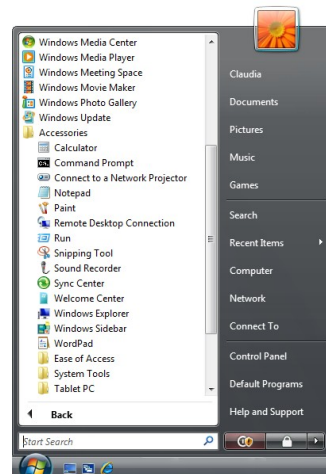 Windows Media Center
Windows Media Player
Windows Meeting Space
Windows Movie Maker
Windows Photo Gallery
Windows Update
Accessories
Calculator
Command Prompt
Connect to a Network Projector
Notepad
Paint
Remote Desktop Connection
Run
Snipping Tool
Sound Recorder
Sync Center
Welcome Center
Windows Explorer
Windows Sidebar
WordPad
Ease of Access
System Tools
Tablet PC
Back
Start Search
Claudia
Documents
Pictures
Music
Games
Search
Recent Items
Computer
Network
Connect To
Control Panel
Default Programs
Help and Support